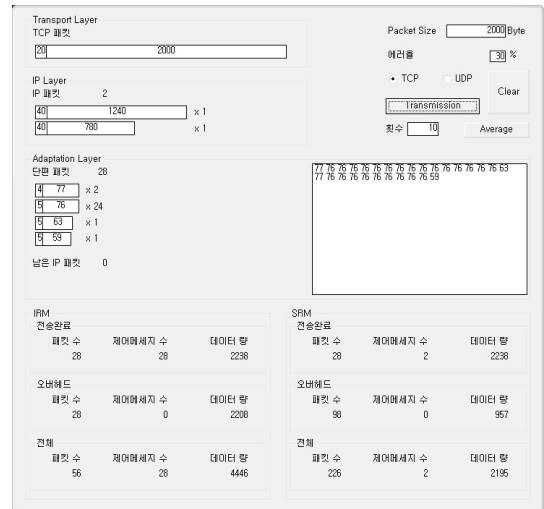 Transport Layer
TCP 패킷
20 2000
Packet Size 2000 Byte
에러율 30 %
TCP UDP
Clear
Transmission
횟수 10 Average
IP Layer
IP 패킷 2
40 1240 x 1
40 780 x 1
Adaptation Layer
단편 패킷 28
4 77 x 2
5 76 x 24
5 63 x 1
5 59 x 1
남은 IP 패킷 0
77 76 76 76 76 76 76 76 76 76 76 76 76 76 76 63
77 76 76 76 76 76 76 76 76 76 76 59
IRM
전송완료
패킷 수 제어메세지 수 데이터 량
28 28 2238
오버헤드
패킷 수 제어메세지 수 데이터 량
28 0 2208
전체
패킷 수 제어메세지 수 데이터 량
56 28 4446
SRM
전송완료
패킷 수 제어메세지 수 데이터 량
28 2 2238
오버헤드
패킷 수 제어메세지 수 데이터 량
98 0 957
전체
패킷 수 제어메세지 수 데이터 량
226 2 2195